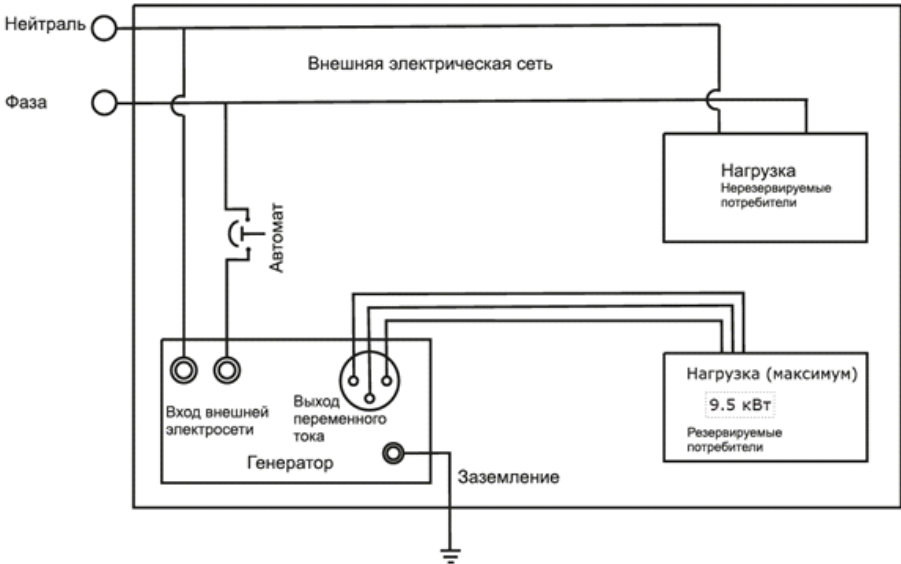 Нейтраль
Внешняя электрическая сеть
Фаза
Нагрузка
Нерезервируемые
потребители
Автомат
Нагрузка (максимум)
9.5 кВт
Резервируемые
потребители
Вход внешней
электросети
Выход
переменного
тока
Генератор
Заземление